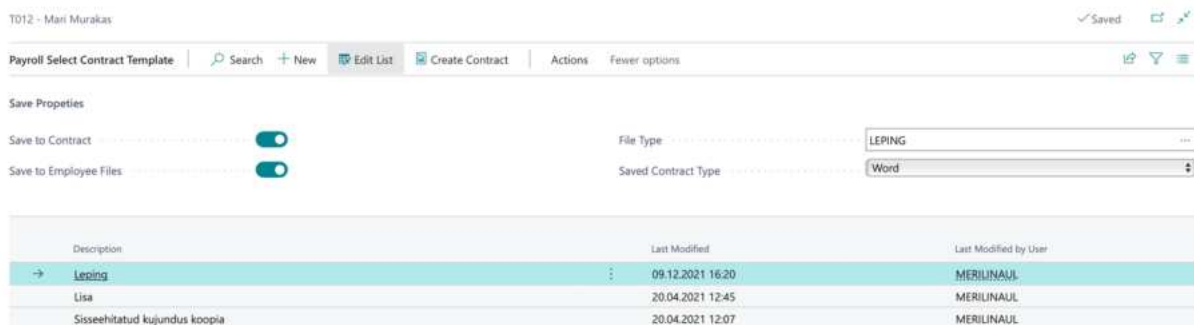 T012 - Mari Murakas
Saved
Payroll Select Contract Template
Search
New
Edit List
Create Contract
Actions
Fewer options
Save Propeties
Save to Contract
File Type
LEPING
Save to Employee Files
Saved Contract Type
Word
Description Last Modified Last Modified by User
Leping 09.12.2021 16:20 MERILINAUL
Lisa 20.04.2021 12:45 MERILINAUL
Sisseehitatud kujundus koopia 20.04.2021 12:07 MERILINAUL